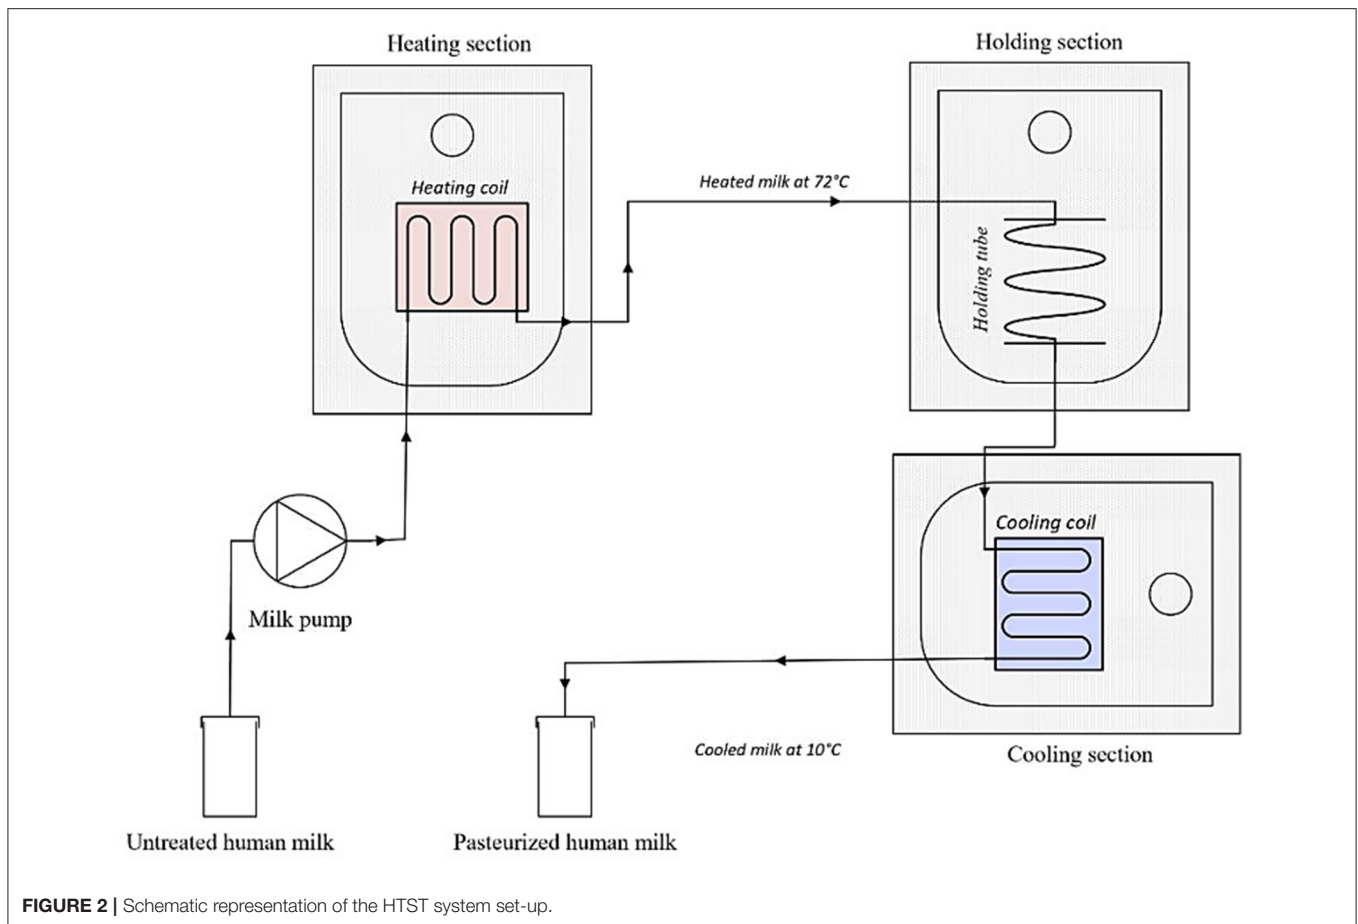 Heating section
Holding section
Heating coil
Heated milk at 72°C
Holding tube
Cooling coil
Milk pump
Cooled milk at 10°C
Cooling section
Untreated human milk
Pasteurized human milk
FIGURE 2 | Schematic representation of the HTST system set-up.